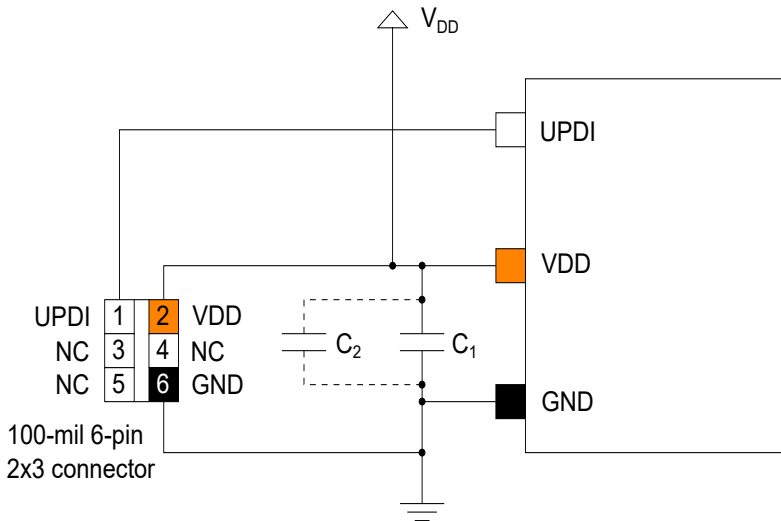 V_DD
UPDI
VDD
UPDI 1 2 VDD
NC 3 4 NC
C₂ C₁
NC 5 6 GND
GND
100-mil 6-pin
2x3 connector